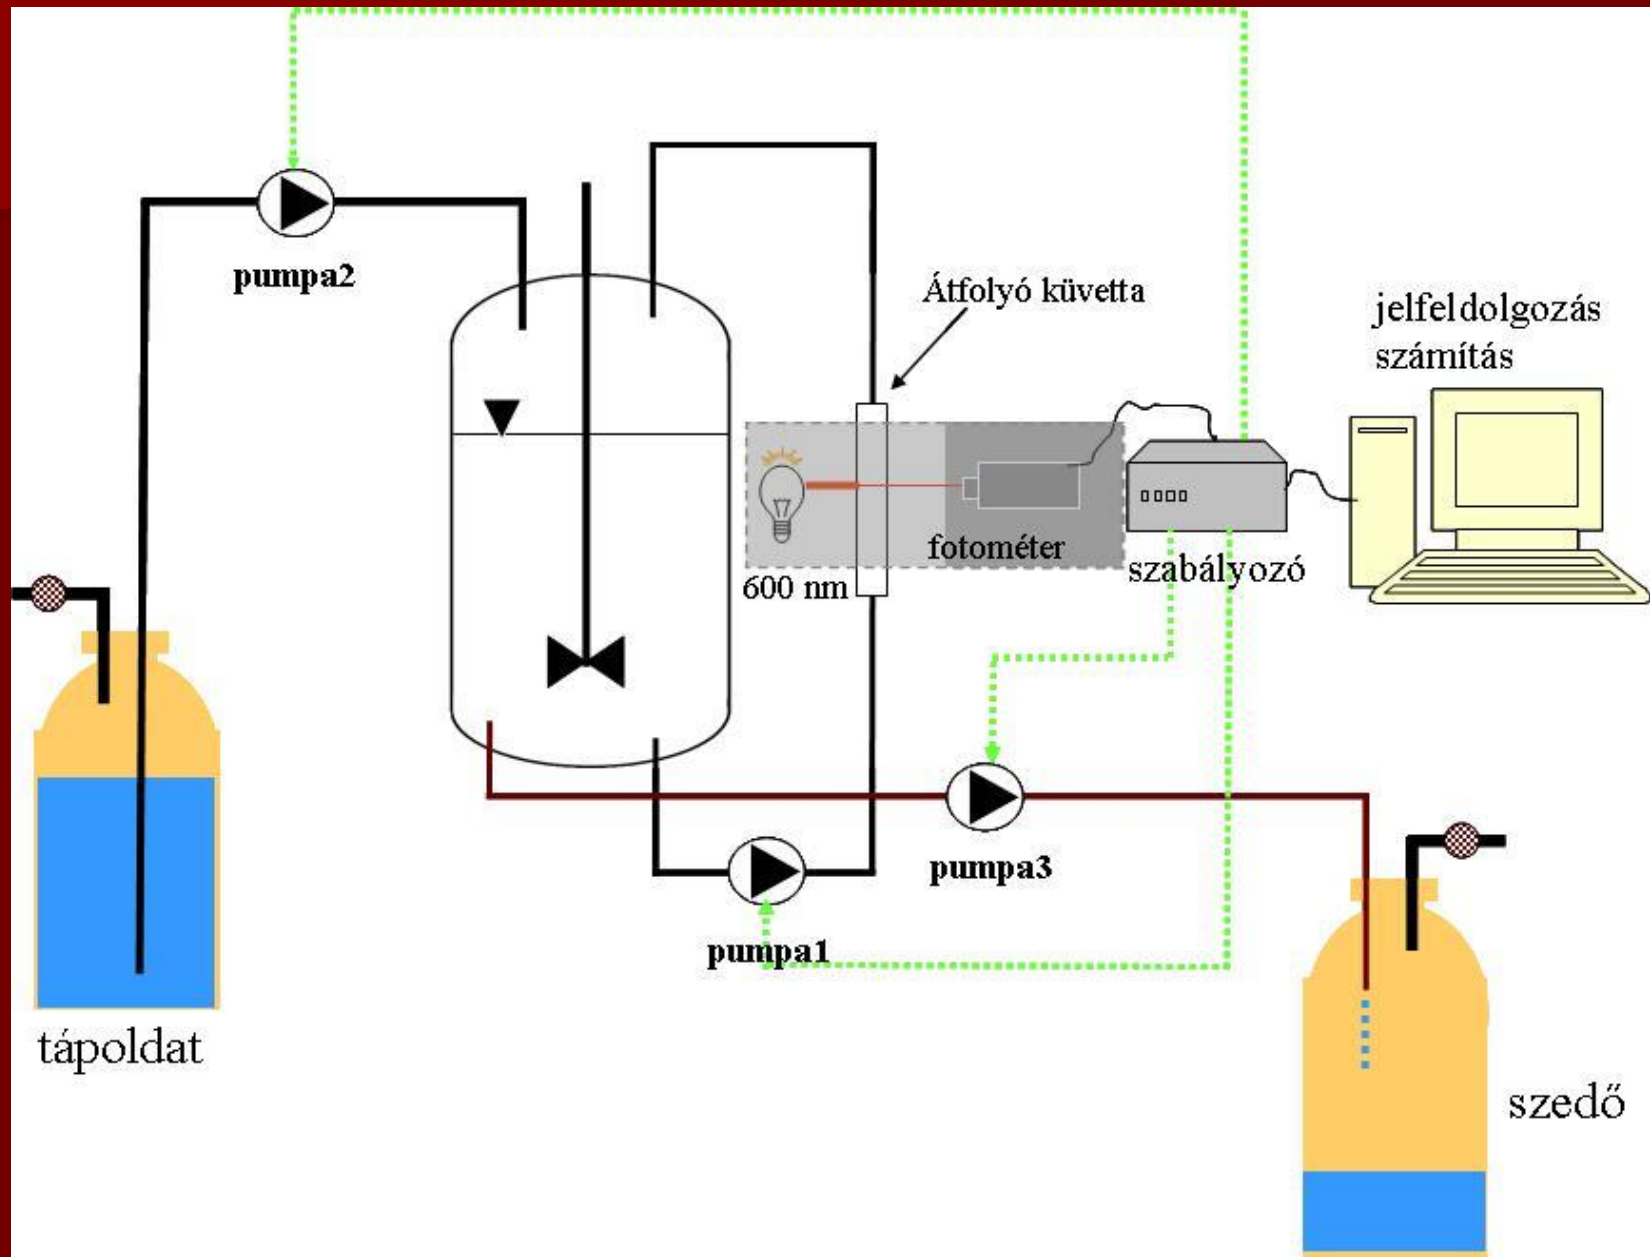 pumpa2
Átfolyó küvetta
jelfeldolgozás
számítás
fotométer
szabályozó
600 nm
pumpa3
pumpa1
tápoldat
szedő